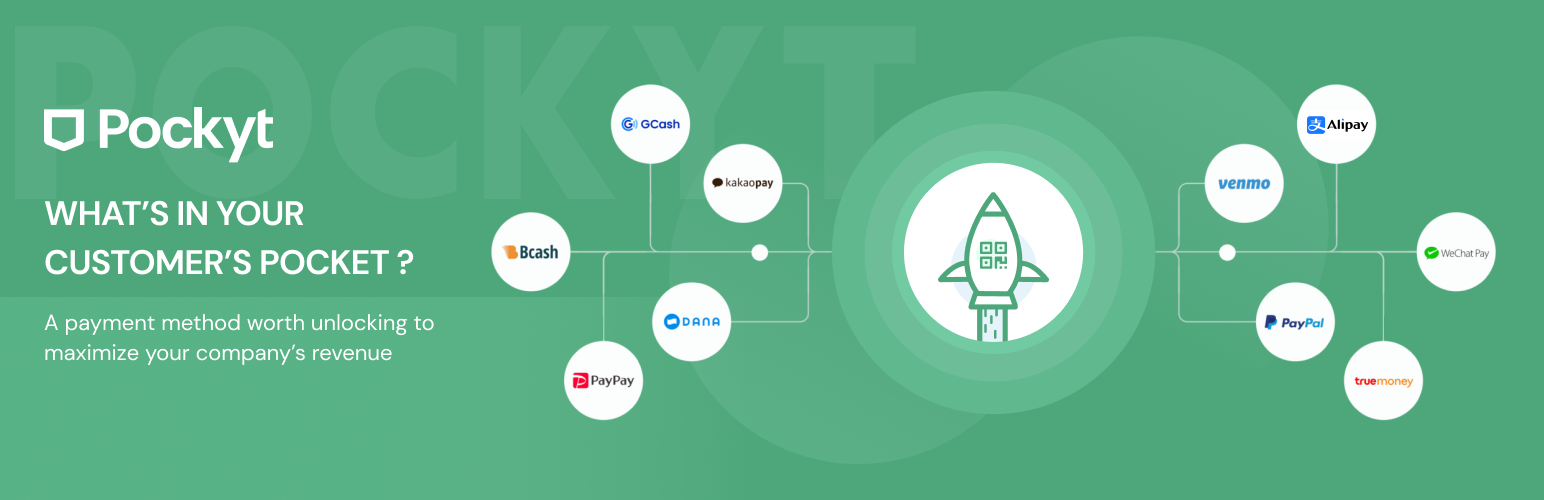 POCKYT
Pockyt
WHAT'S IN YOUR
CUSTOMER'S POCKET ?
A payment method worth unlocking to
maximize your company's revenue
GCash
kakaopay
Bcash
DANA
PayPay
Alipay
venmo
WeChat Pay
PayPal
truemoney